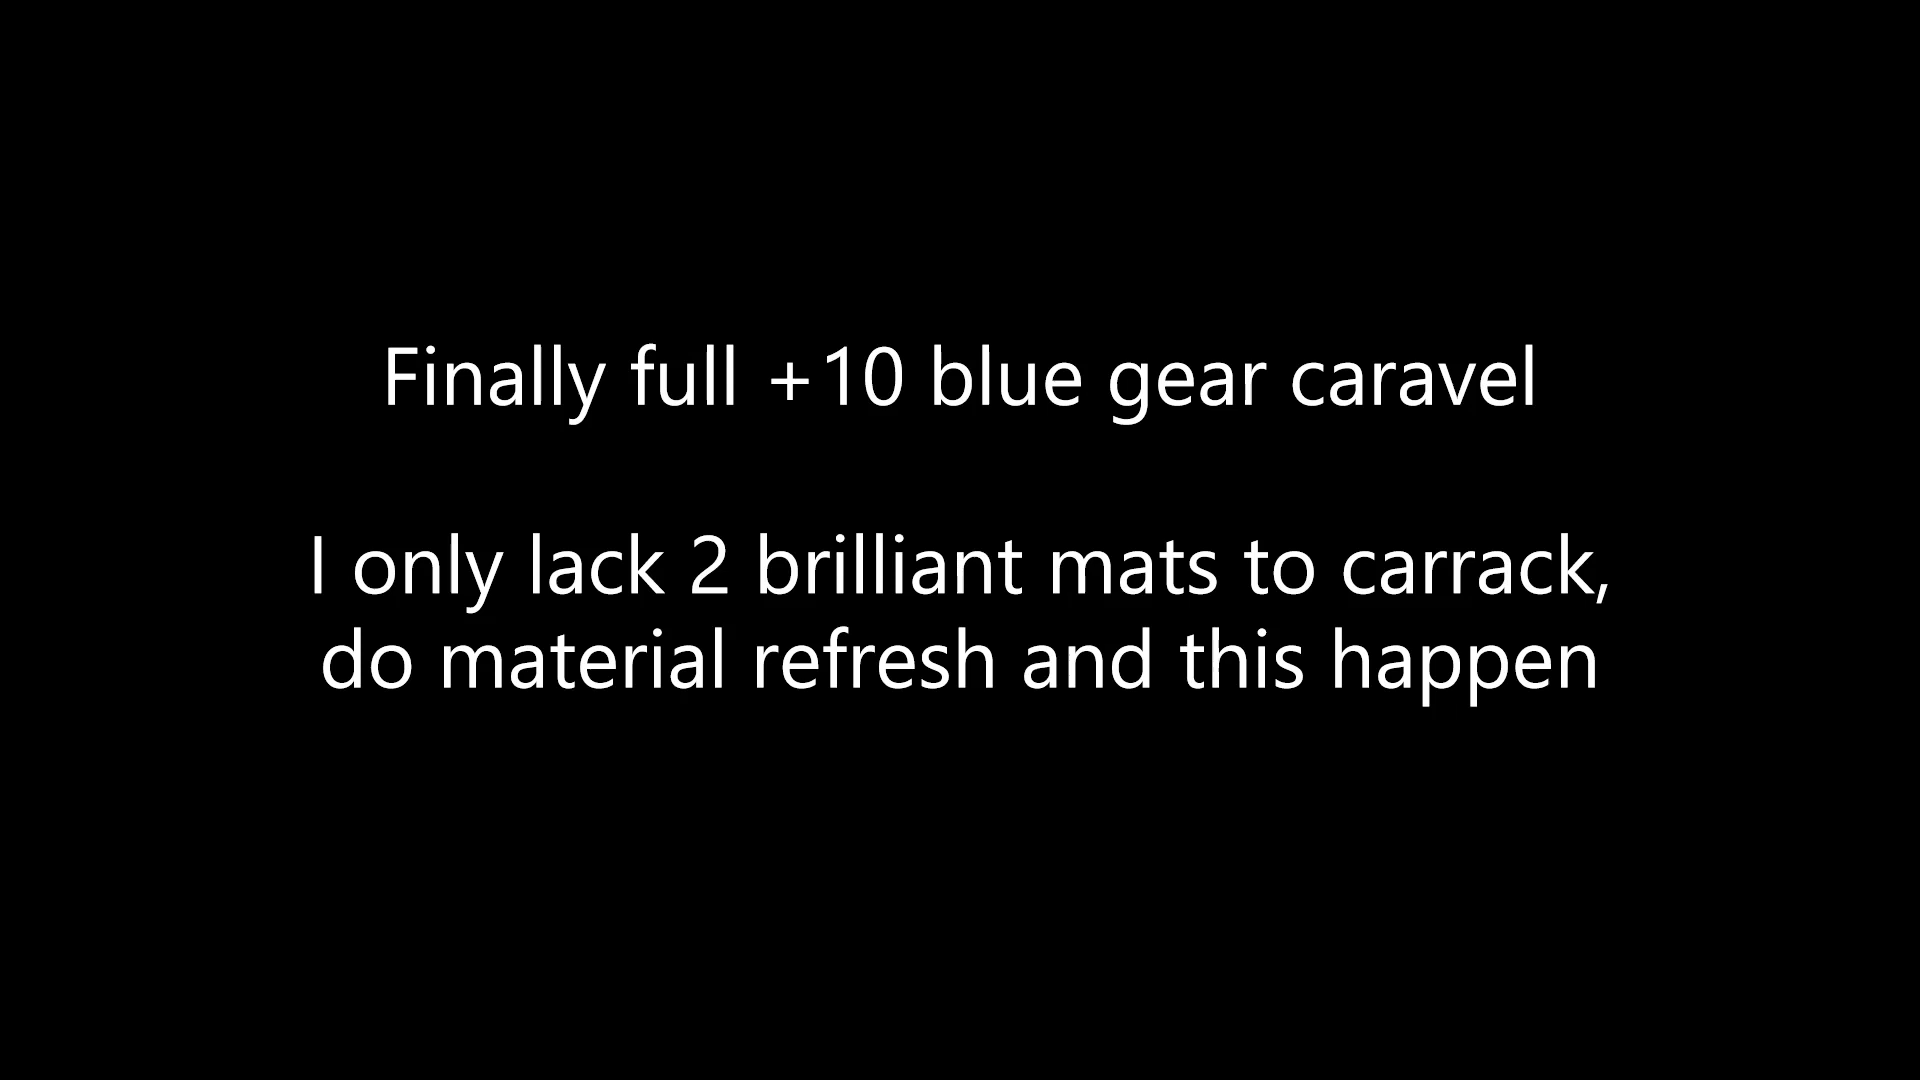 Finally full +10 blue gear caravel
I only lack 2 brilliant mats to carrack,
do material refresh and this happen